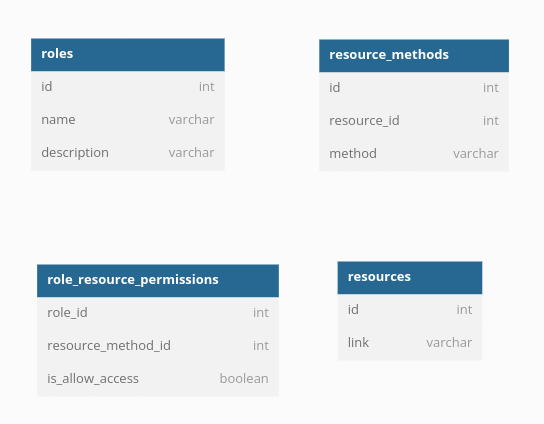 roles
id int
name varchar
description varchar
resource_methods
id int
resource_id int
method varchar
role_resource_permissions
role_id int
resource_method_id int
is_allow_access boolean
resources
id int
link varchar